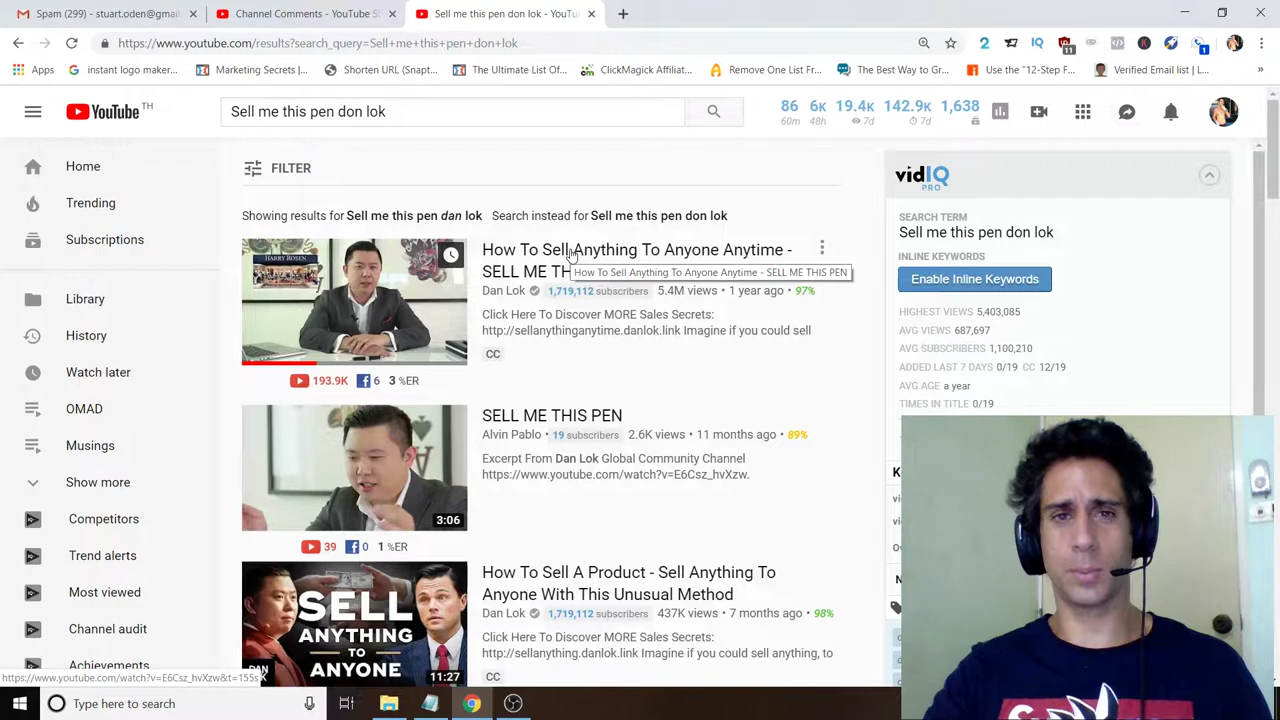 Spam (299) - stuart.oden@gmail.
Channel Comments - YouTube S
Sell me this pen don lok - YouTu
https://www.youtube.com/results?search_query=Sell+me+this+pen+don+lok
2
IQ
11
1
Apps
instant logo maker...
Marketing Secrets |...
Shorten URL (Snapt...
The Ultimate List Of...
ClickMagick Affiliat...
Remove One List Fr...
The Best Way to Gr...
Use the "12-Step F...
Verified Email list | L...
»
YouTube TH
Sell me this pen don lok
86 6K 19.4K 142.9K 1,638
60m 48h 7d 7d
Home
Trending
Subscriptions
Library
History
Watch later
OMAD
Musings
Show more
Competitors
Trend alerts
Most viewed
Channel audit
Achievements
FILTER
Showing results for Sell me this pen dan lok Search instead for Sell me this pen don lok
HARRY ROSEN
How To Sell Anything To Anyone Anytime -
SELL ME TH
How To Sell Anything To Anyone Anytime - SELL ME THIS PEN
Dan Lok 1,719,112 subscribers 5.4M views • 1 year ago • 97%
Click Here To Discover MORE Sales Secrets:
http://sellanythinganytime.danlok.link Imagine if you could sell
CC
193.9K 6 3 %ER
SELL ME THIS PEN
Alvin Pablo • 19 subscribers • 2.6K views • 11 months ago • 89%
Excerpt From Dan Lok Global Community Channel
https://www.youtube.com/watch?v=E6Csz_hvXzw.
3:06
39 0 1 %ER
SELL
ANYTHING
TO
ANYONE
DAN
11:27
How To Sell A Product - Sell Anything To
Anyone With This Unusual Method
Dan Lok 1,719,112 subscribers • 437K views • 7 months ago • 98%
Click Here To Discover MORE Sales Secrets:
http://sellanything.danlok.link Imagine if you could sell anything, to
CC
vidIQ
PRO
SEARCH TERM
Sell me this pen don lok
INLINE KEYWORDS
Enable Inline Keywords
HIGHEST VIEWS 5,403,085
AVG VIEWS 687,697
AVG SUBSCRIBERS 1,100,210
ADDED LAST 7 DAYS 0/19 CC 12/19
AVG AGE a year
TIMES IN TITLE 0/19
https://www.youtube.com/watch?v=E6Csz_hvXzw&t=155s
Type here to search